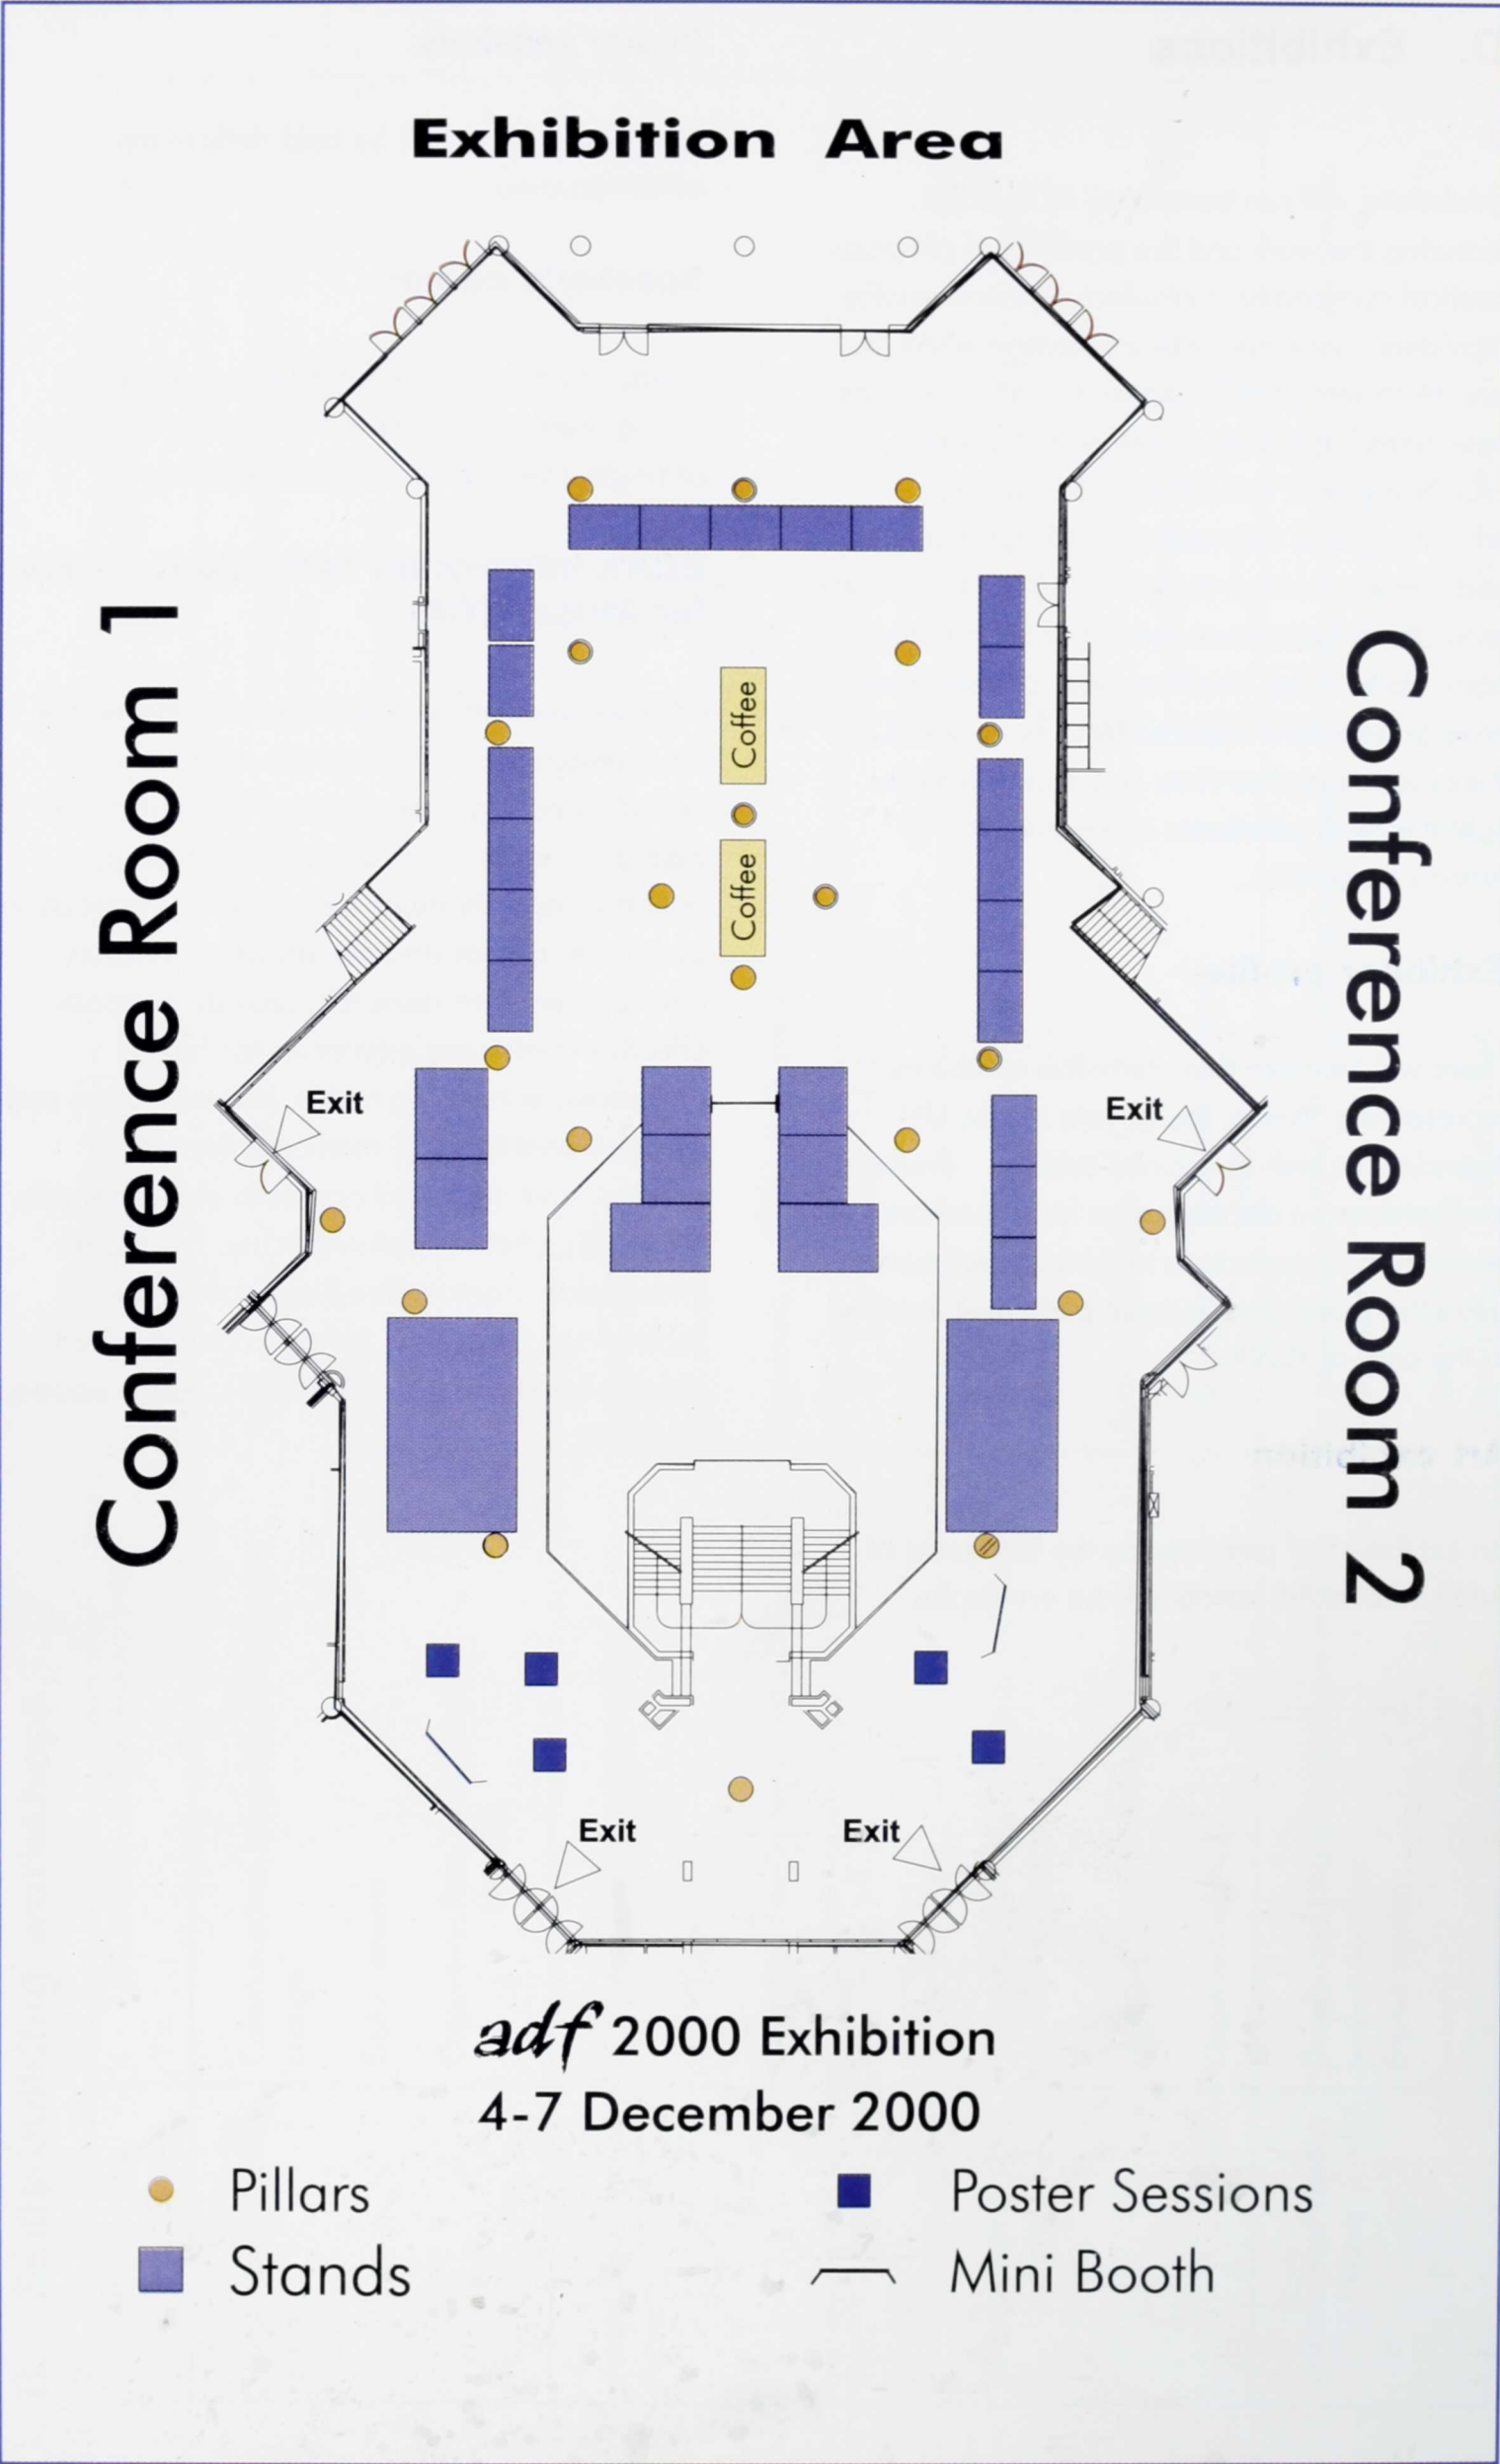 Exhibition Area
Conference Room 1
Conference Room 2
Coffee
Coffee
Exit
Exit
Exit
Exit
adf 2000 Exhibition
4-7 December 2000
Pillars
Poster Sessions
Stands
Mini Booth